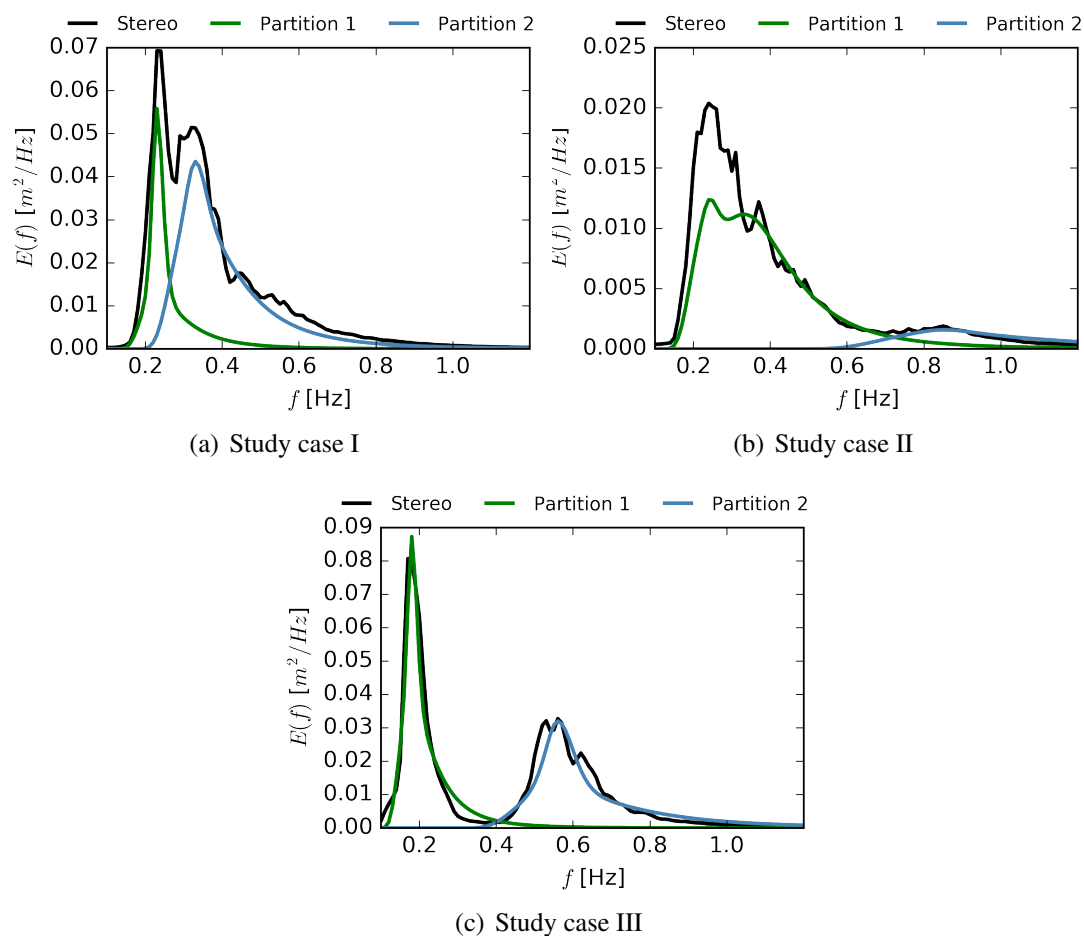 Stereo Partition 1 Partition 2
0.07
0.06
0.05
0.04
0.03
0.02
0.01
0.00
E(f) [m²/Hz]
0.2 0.4 0.6 0.8 1.0
f [Hz]
(a) Study case I
Stereo Partition 1 Partition 2
0.025
0.020
0.015
0.010
0.005
0.000
E(f) [m²/Hz]
0.2 0.4 0.6 0.8 1.0
f [Hz]
(b) Study case II
Stereo Partition 1 Partition 2
0.09
0.08
0.07
0.06
0.05
0.04
0.03
0.02
0.01
0.00
E(f) [m²/Hz]
0.2 0.4 0.6 0.8 1.0
f [Hz]
(c) Study case III